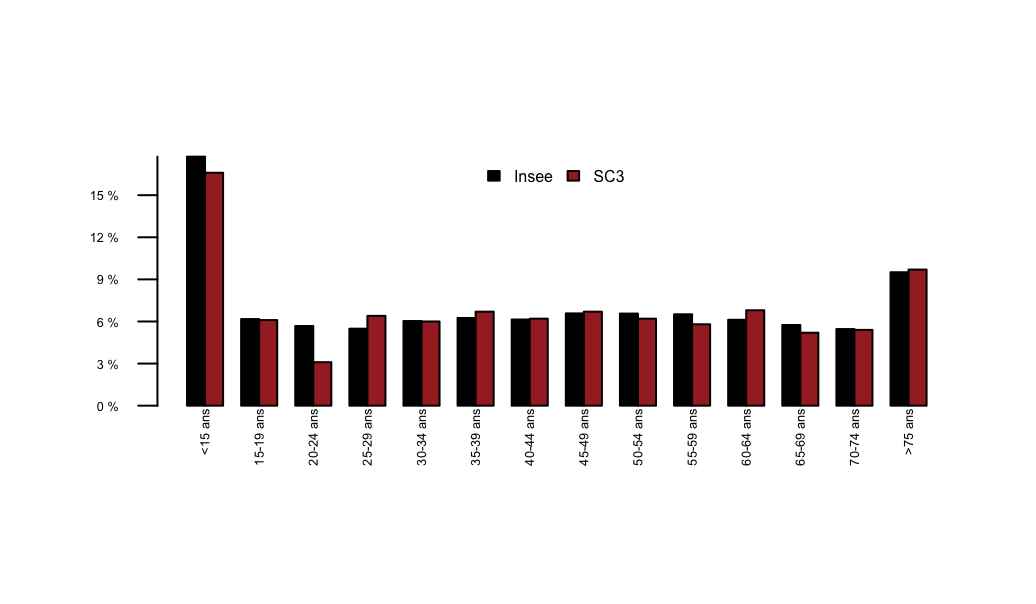 Insee SC3
15 %
12 %
9 %
6 %
3 %
0 %
<15 ans
15-19 ans
20-24 ans
25-29 ans
30-34 ans
35-39 ans
40-44 ans
45-49 ans
50-54 ans
55-59 ans
60-64 ans
65-69 ans
70-74 ans
>75 ans